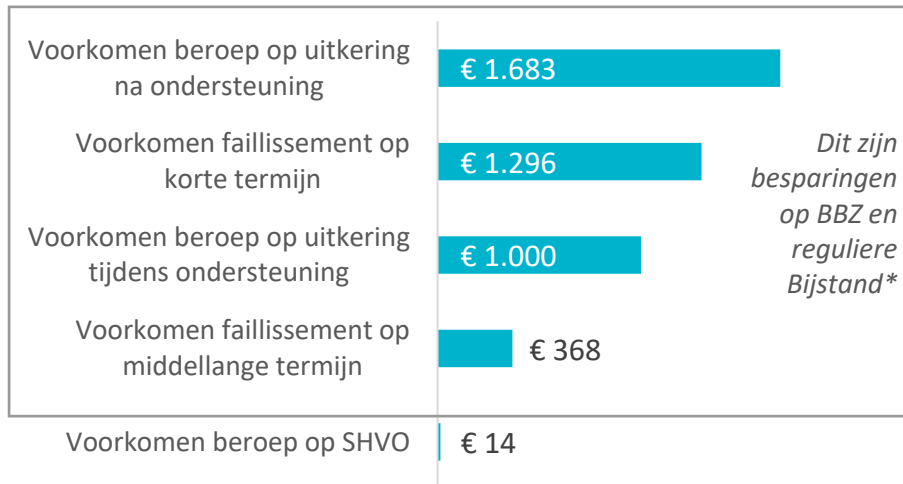 Voorkomen beroep op uitkering
na ondersteuning
€ 1.683
Voorkomen faillissement op
korte termijn
€ 1.296
Voorkomen beroep op uitkering
tijdens ondersteuning
€ 1.000
Voorkomen faillissement op
middellange termijn
€ 368
Dit zijn
besparingen
op BBZ en
reguliere
Bijstand*
Voorkomen beroep op SHVO
€ 14